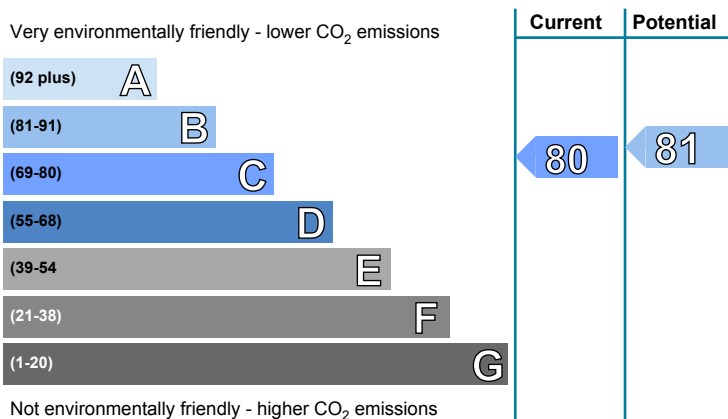 Current Potential
Very environmentally friendly - lower CO2 emissions
(92 plus) A
(81-91) B
(69-80) C
80 81
(55-68) D
(39-54 E
(21-38) F
(1-20) G
Not environmentally friendly - higher CO2 emissions